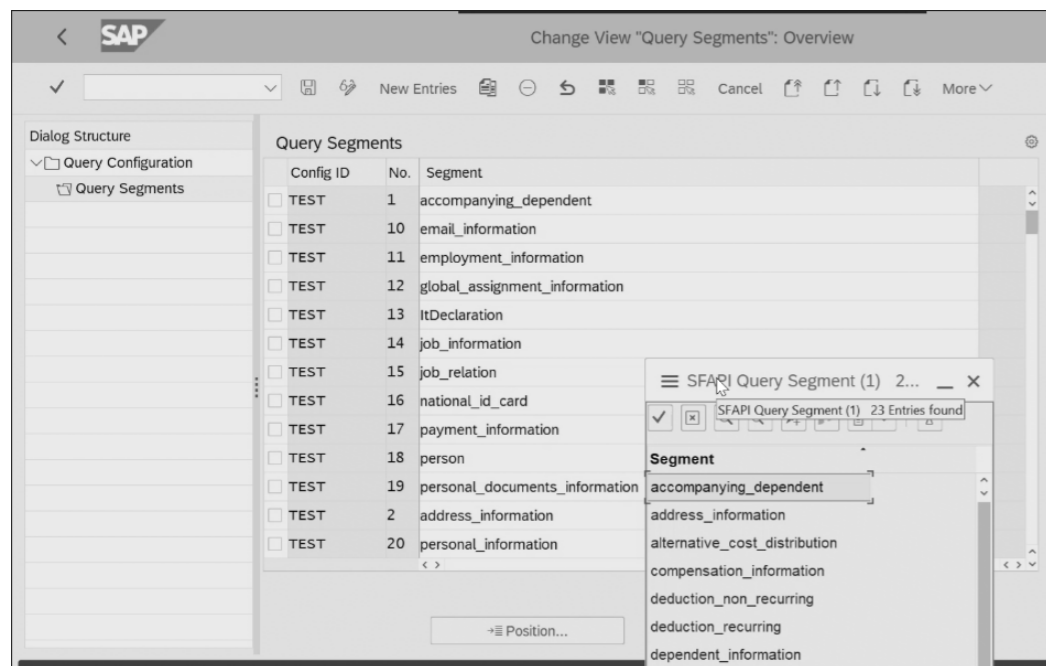 SAP
Change View "Query Segments": Overview
New Entries
Cancel
More
Dialog Structure
Query Configuration
Query Segments
Query Segments
Config ID No. Segment
TEST 1 accompanying_dependent
TEST 10 email_information
TEST 11 employment_information
TEST 12 global_assignment_information
TEST 13 ItDeclaration
TEST 14 job_information
TEST 15 job_relation
TEST 16 national_id_card
TEST 17 payment_information
TEST 18 person
TEST 19 personal_documents_information
TEST 2 address_information
TEST 20 personal_information
Position...
SFAPI Query Segment (1) 2...
SFAPI Query Segment (1) 23 Entries found
Segment
accompanying_dependent
address_information
alternative_cost_distribution
compensation_information
deduction_non_recurring
deduction_recurring
dependent_information